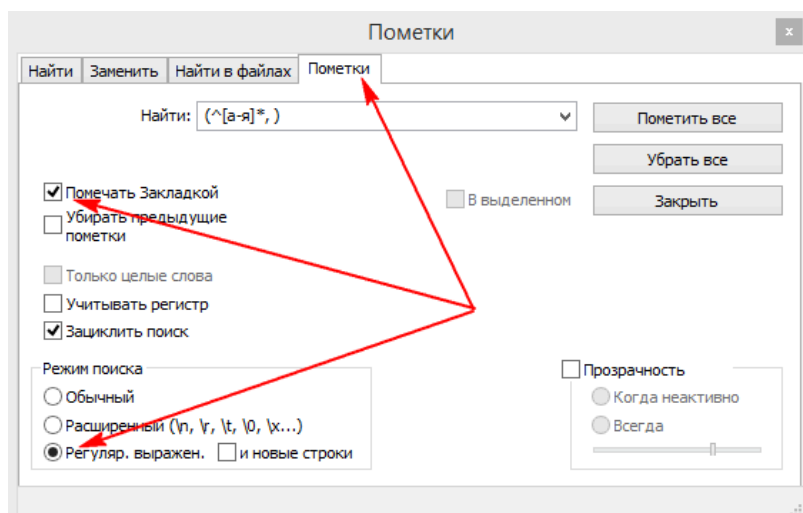 Пометки
x
Найти Заменить Найти в файлах Пометки
Найти: (^[а-я]*, )
Пометить все
Убрать все
Помечать Закладкой
В выделенном
Закрыть
Убирать предыдущие
пометки
Только целые слова
Учитывать регистр
Зациклить поиск
Режим поиска
Прозрачность
Обычный
Когда неактивно
Расширенный (\n, \r, \t, \0, \x...)
Всегда
Регуляр. выражен. и новые строки